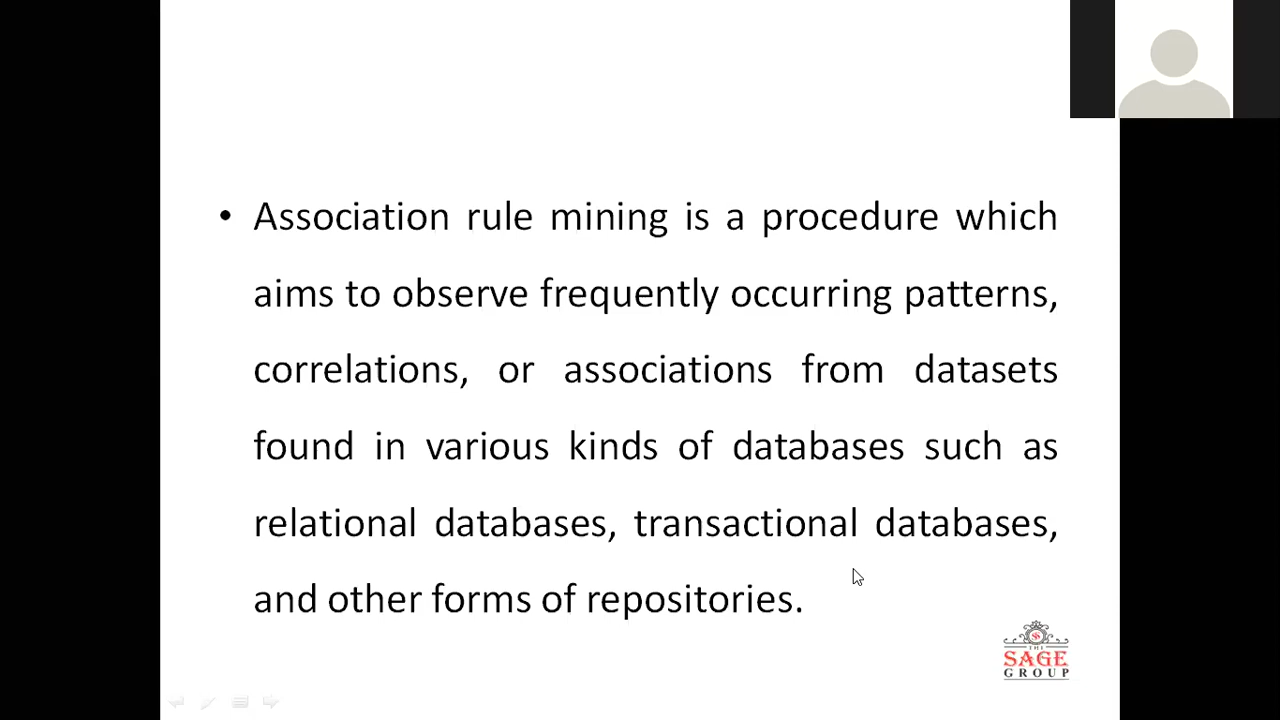 • Association rule mining is a procedure which
aims to observe frequently occurring patterns,
correlations, or associations from datasets
found in various kinds of databases such as
relational databases, transactional databases,
and other forms of repositories.
THE
SAGE
GROUP